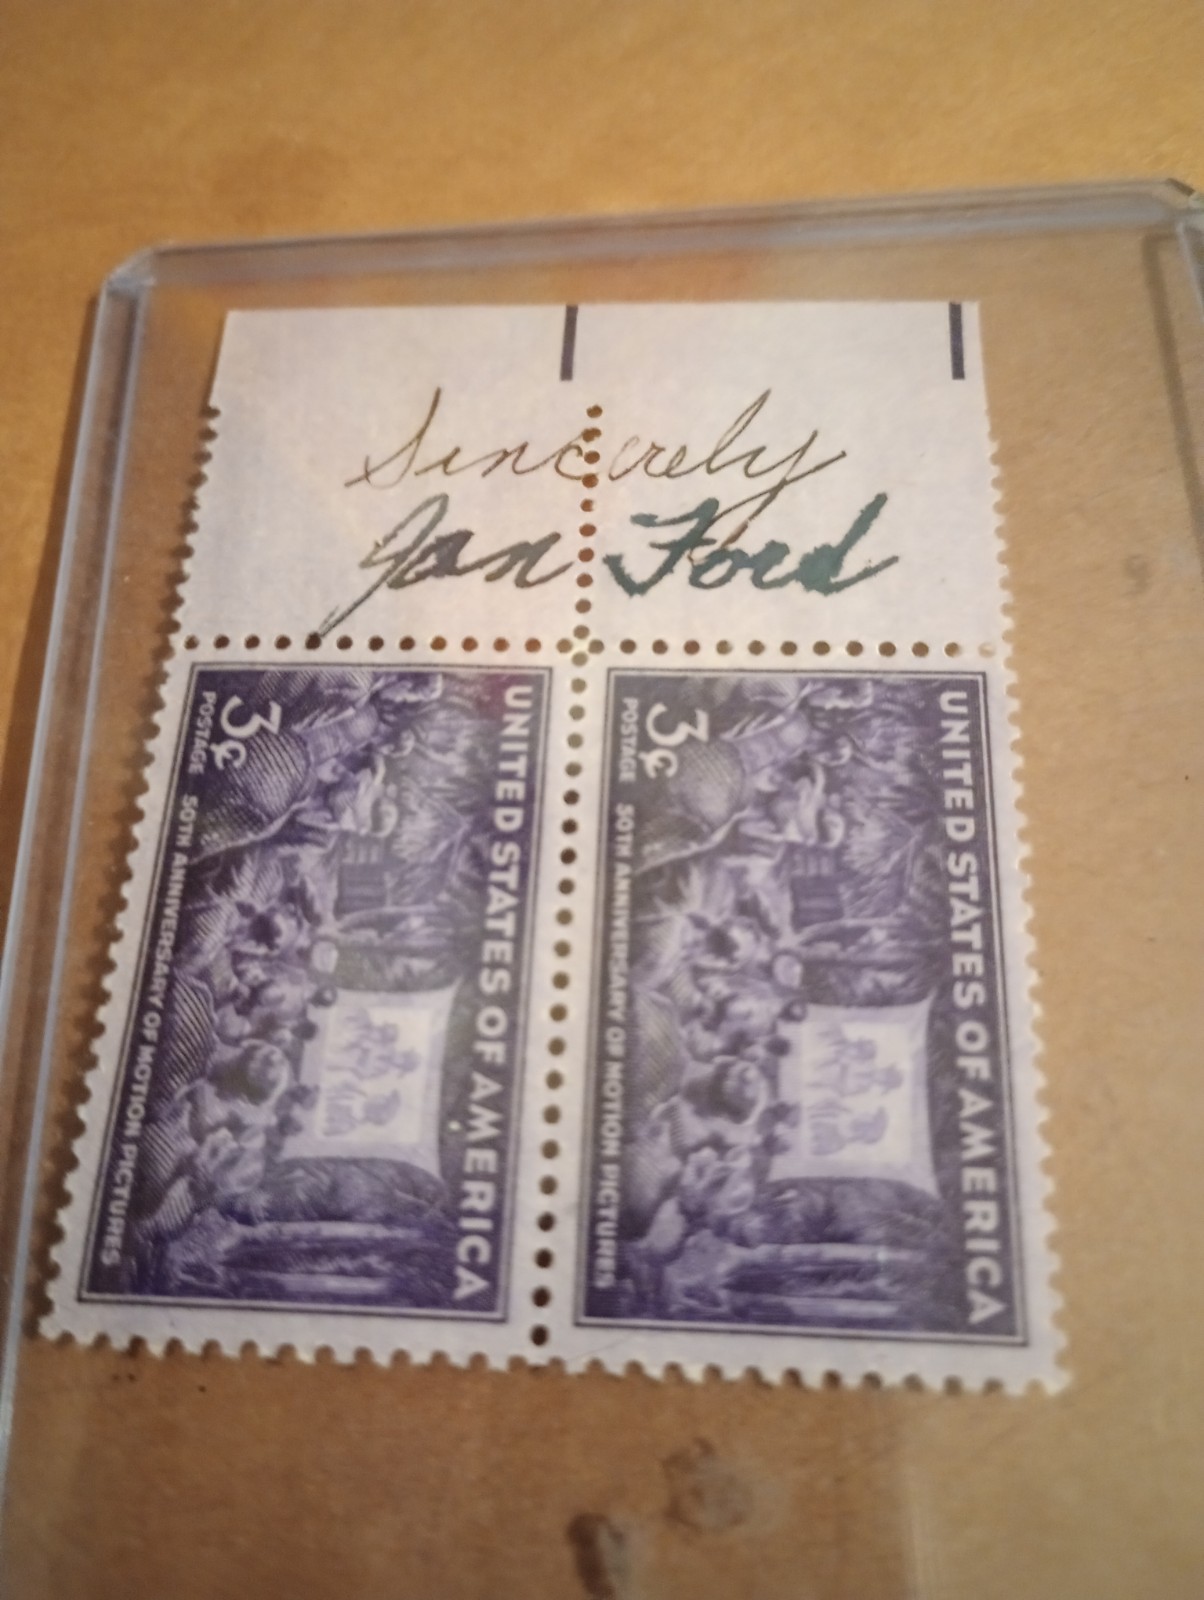 Sincerely
Jan Ford
UNITED STATES OF AMERICA
3¢
POSTAGE
50TH ANNIVERSARY OF MOTION PICTURES
UNITED STATES OF AMERICA
3¢
POSTAGE
50TH ANNIVERSARY OF MOTION PICTURES